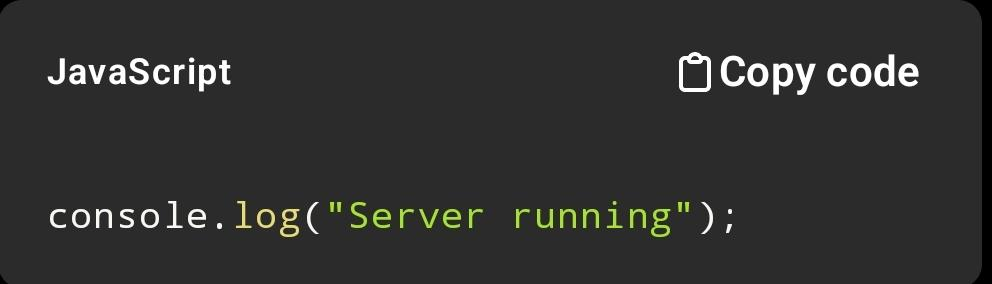 JavaScript
Copy code
console.log("Server running");